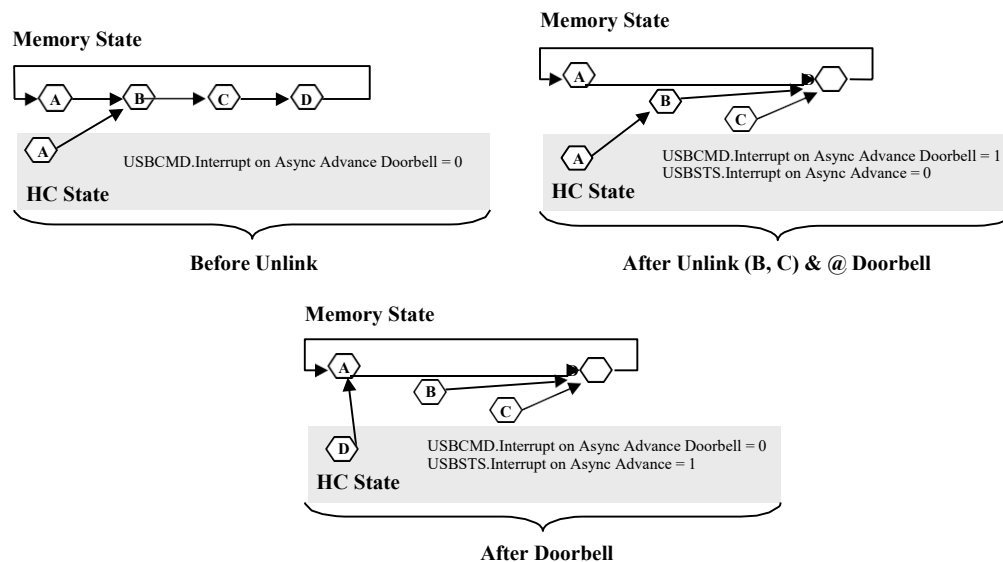 Memory State
A B C D
A
USBCMD.Interrupt on Async Advance Doorbell = 0
HC State
Before Unlink
Memory State
A
B
C
A
USBCMD.Interrupt on Async Advance Doorbell = 1
USBSTS.Interrupt on Async Advance = 0
HC State
After Unlink (B, C) & @ Doorbell
Memory State
A
B
C
D
USBCMD.Interrupt on Async Advance Doorbell = 0
USBSTS.Interrupt on Async Advance = 1
HC State
After Doorbell